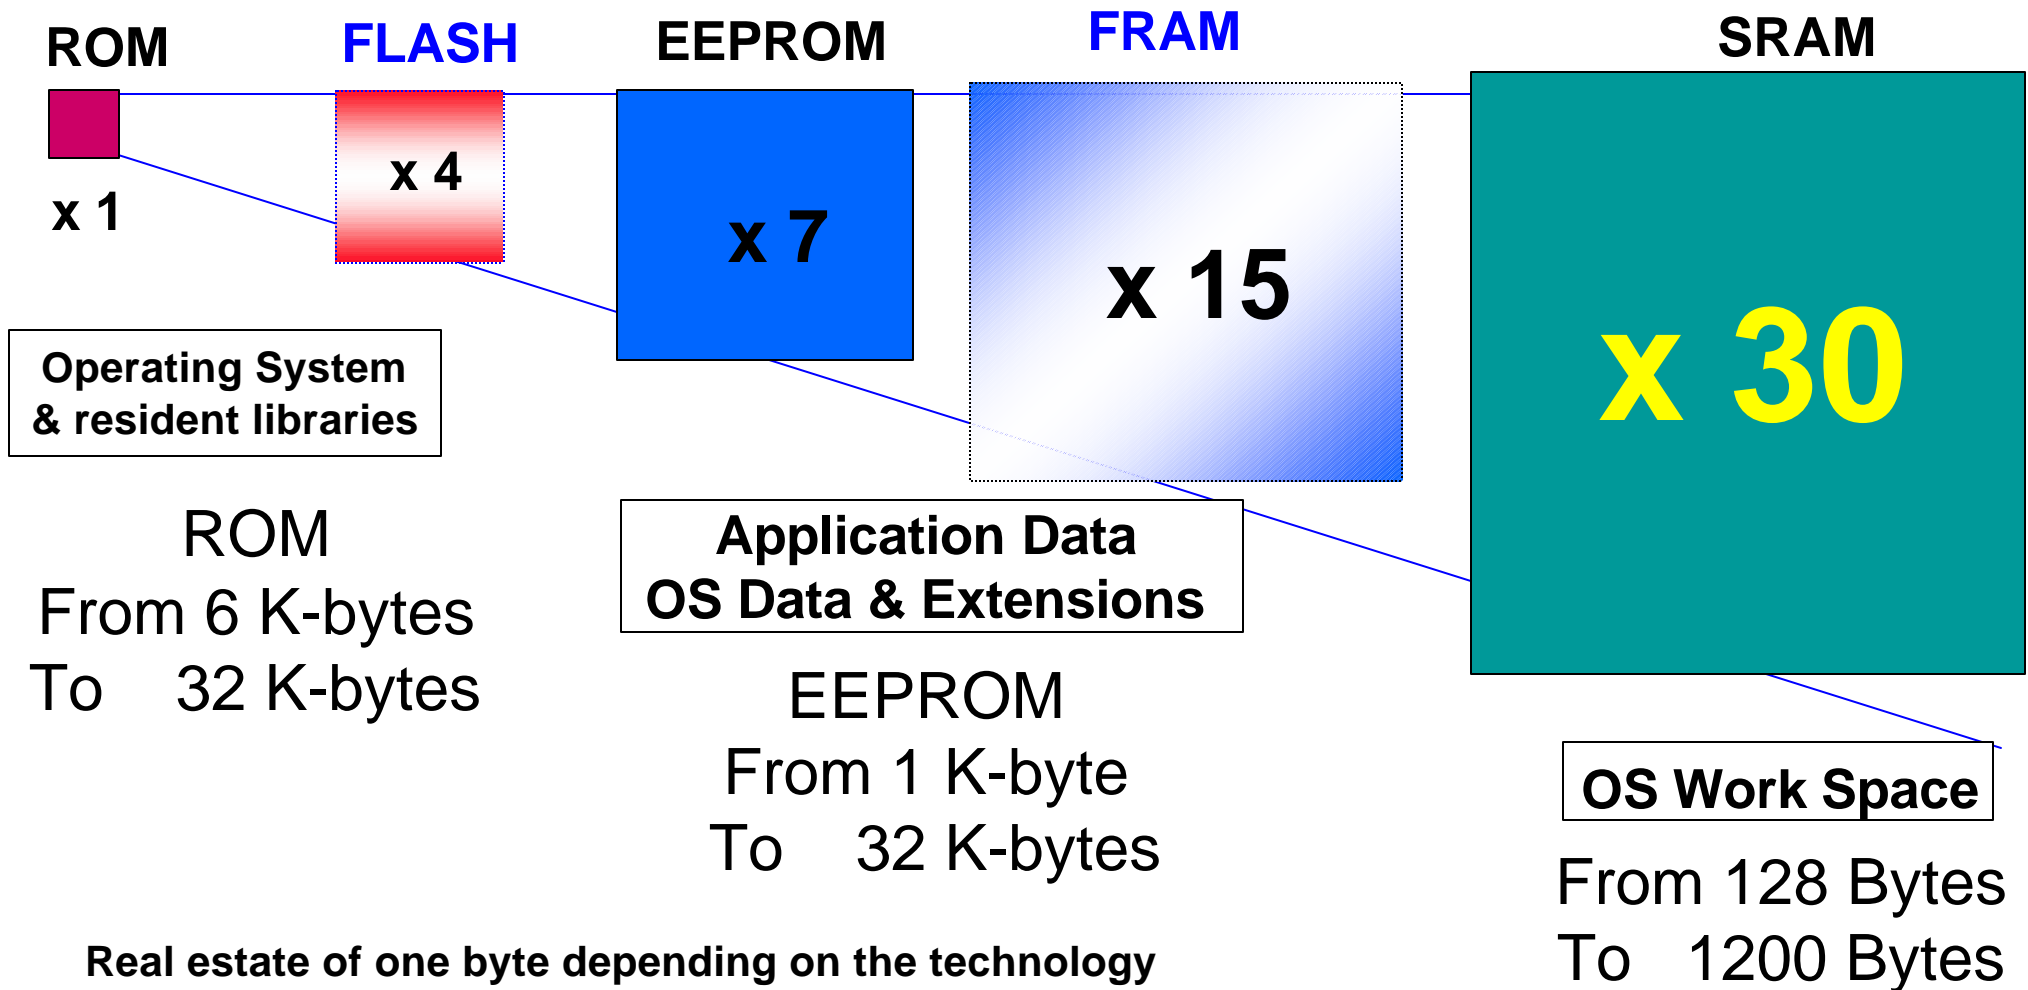 ROM
FLASH
EEPROM
FRAM
SRAM
x 1
x 4
x 7
x 15
x 30
Operating System
& resident libraries
ROM
From 6 K-bytes
To 32 K-bytes
Application Data
OS Data & Extensions
EEPROM
From 1 K-byte
To 32 K-bytes
OS Work Space
From 128 Bytes
To 1200 Bytes
Real estate of one byte depending on the technology